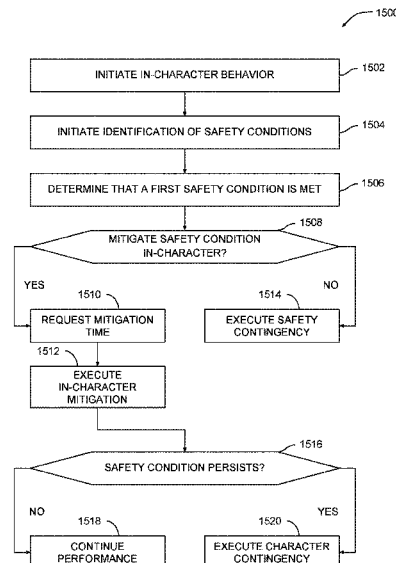 1500
INITIATE IN-CHARACTER BEHAVIOR
1502
INITIATE IDENTIFICATION OF SAFETY CONDITIONS
1504
DETERMINE THAT A FIRST SAFETY CONDITION IS MET
1506
1508
MITIGATE SAFETY CONDITION
IN-CHARACTER?
YES
NO
1510
1514
REQUEST MITIGATION
TIME
EXECUTE SAFETY
CONTINGENCY
1512
EXECUTE
IN-CHARACTER
MITIGATION
1516
SAFETY CONDITION PERSISTS?
NO
YES
1518
1520
CONTINUE
PERFORMANCE
EXECUTE CHARACTER
CONTINGENCY